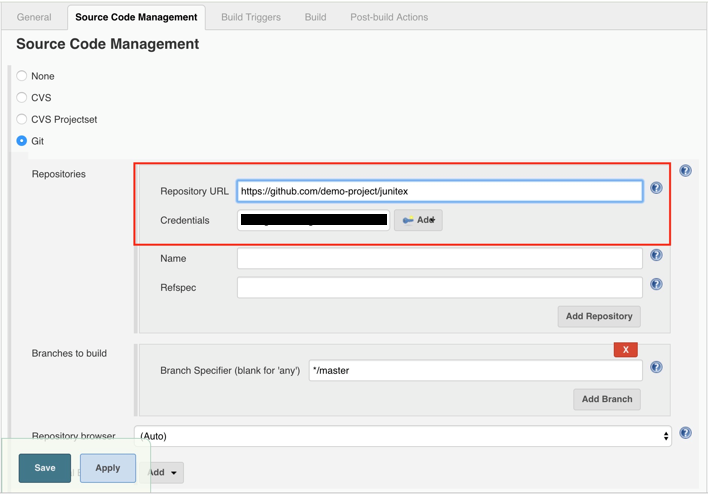 General Source Code Management Build Triggers Build Post-build Actions
Source Code Management
None
CVS
CVS Projectset
Git
Repositories
Repository URL https://github.com/demo-project/junitex
Credentials Add
Name
Refspec
Add Repository
Branches to build
X
Branch Specifier (blank for 'any') */master
Add Branch
Repository browser (Auto)
Save Apply Add